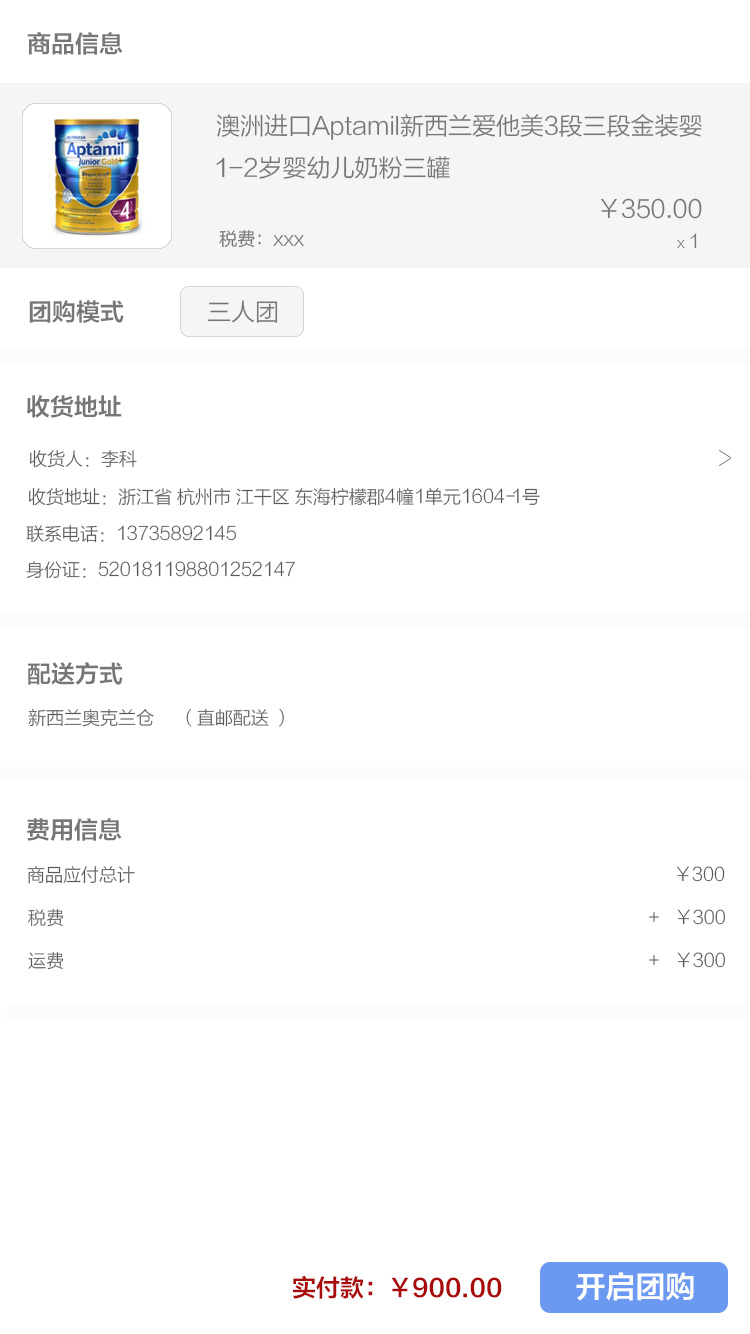 商品信息
NUTRICIA
Aptamil
Junior Gold+
Pronutra+
4
澳洲进口Aptamil新西兰爱他美3段三段金装婴
1-2岁婴幼儿奶粉三罐
￥350.00
税费：xxx
x 1
团购模式
三人团
收货地址
收货人：李科
>
收货地址：浙江省 杭州市 江干区 东海柠檬郡4幢1单元1604-1号
联系电话：13735892145
身份证：520181198801252147
配送方式
新西兰奥克兰仓 （ 直邮配送 ）
费用信息
商品应付总计 ￥300
税费 + ￥300
运费 + ￥300
实付款：￥900.00
开启团购